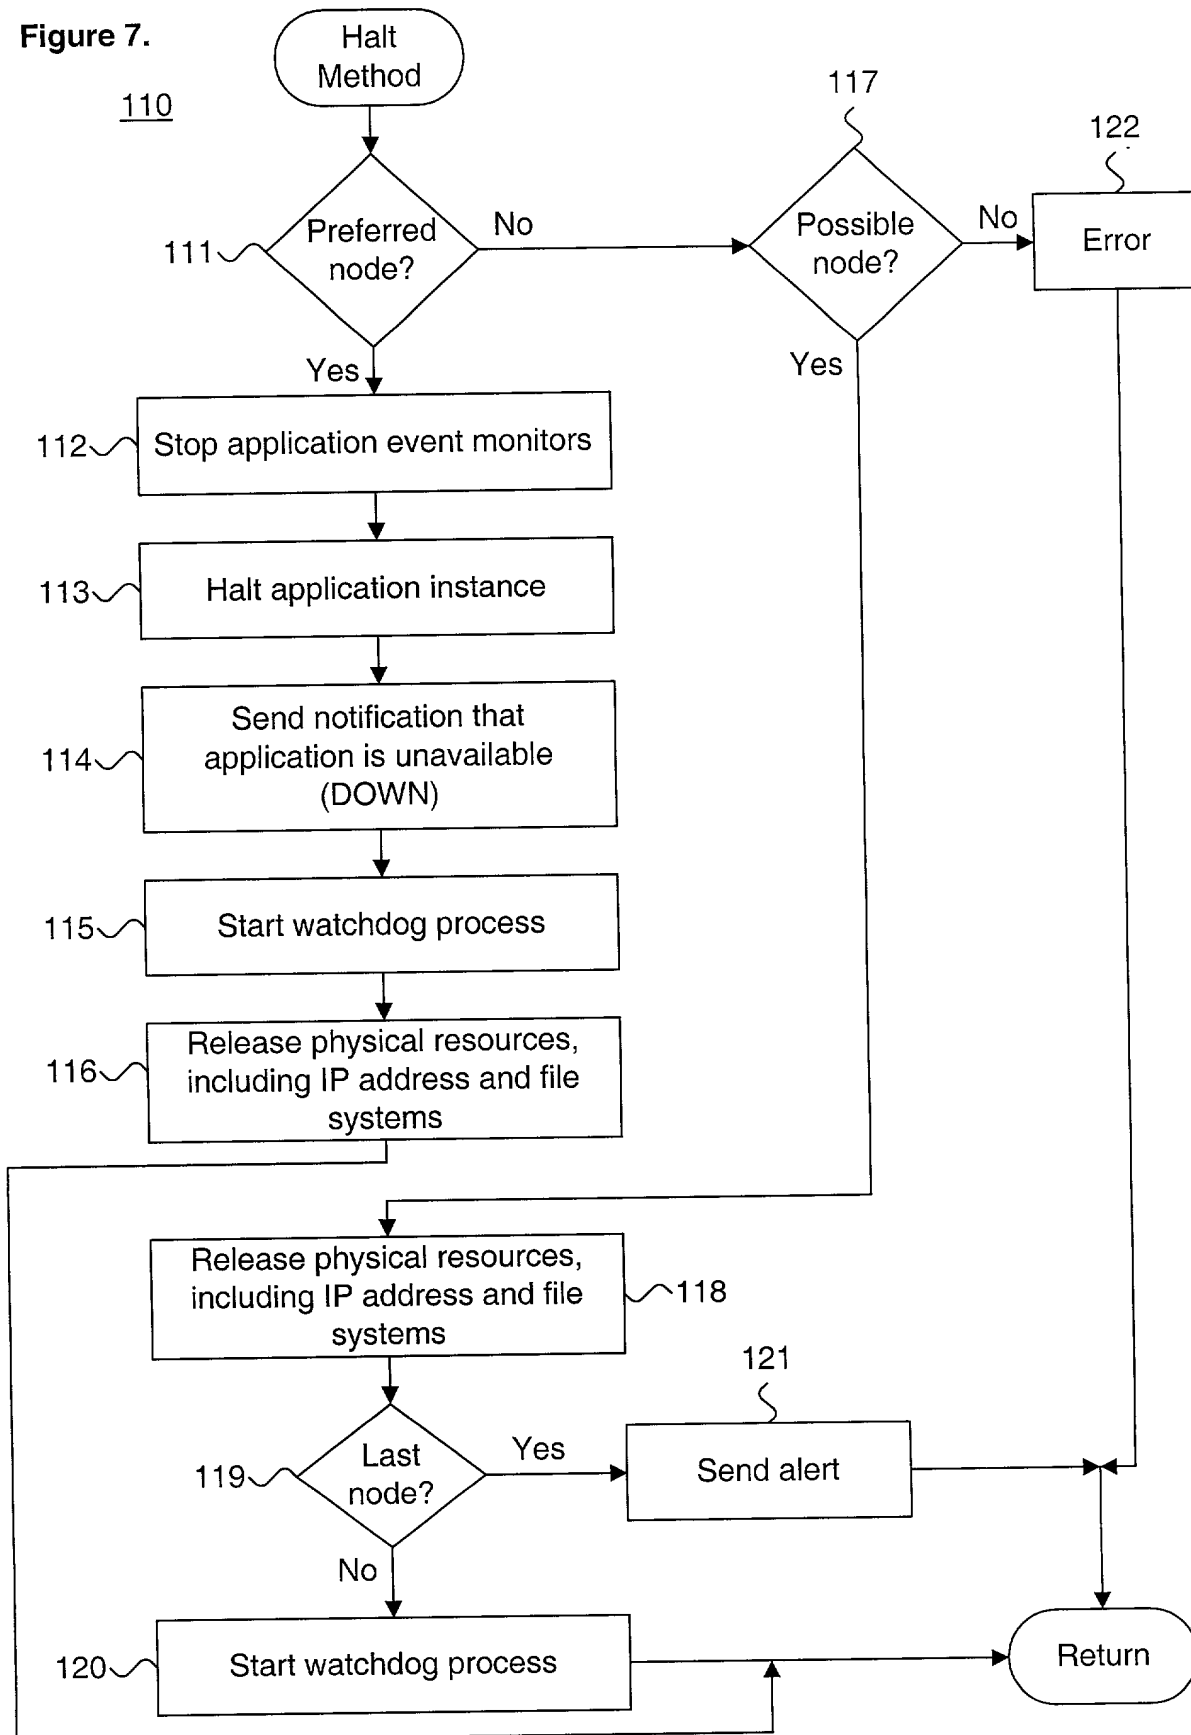 Figure 7.
110
Halt
Method
111
Preferred
node?
No
117
Possible
node?
No
122
Error
Yes
Yes
112
Stop application event monitors
113
Halt application instance
114
Send notification that
application is unavailable
(DOWN)
115
Start watchdog process
116
Release physical resources,
including IP address and file
systems
Release physical resources,
including IP address and file
systems
118
119
Last
node?
Yes
121
Send alert
No
120
Start watchdog process
Return